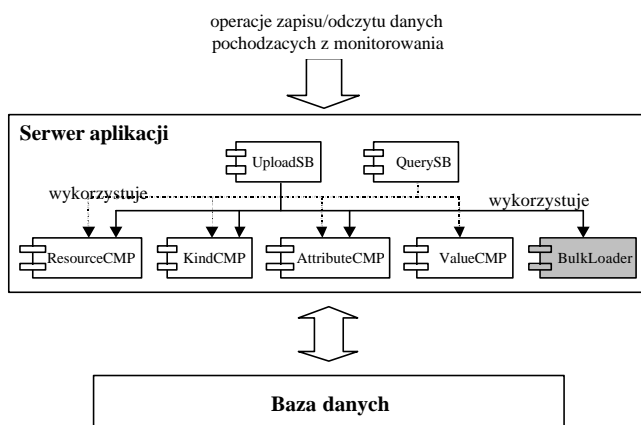 operacje zapisu/odczytu danych
pochodzacych z monitorowania
Serwer aplikacji
UploadSB
QuerySB
wykorzystuje
wykorzystuje
ResourceCMP
KindCMP
AttributeCMP
ValueCMP
BulkLoader
Baza danych